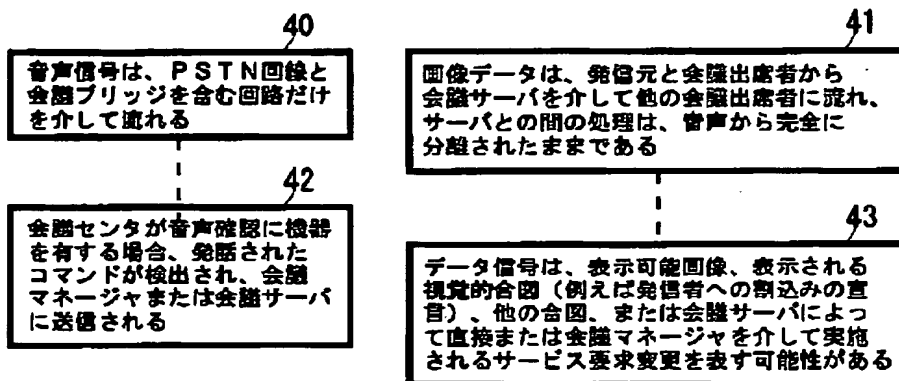 40
音声信号は、PSTN回線と
会議ブリッジを含む回路だけ
を介して流れる
41
画像データは、発信元と会議出席者から
会議サーバを介して他の会議出席者に流れ、
サーバとの間の処理は、音声から完全に
分離されたままである
42
会議センタが音声確認に機器
を有する場合、発話された
コマンドが検出され、会議
マネージャまたは会議サーバ
に送信される
43
データ信号は、表示可能画像、表示される
視覚的合図（例えば発信者への割込みの宣
言）、他の合図、または会議サーバによっ
て直接または会議マネージャを介して実施
されるサービス要求変更を表す可能性がある